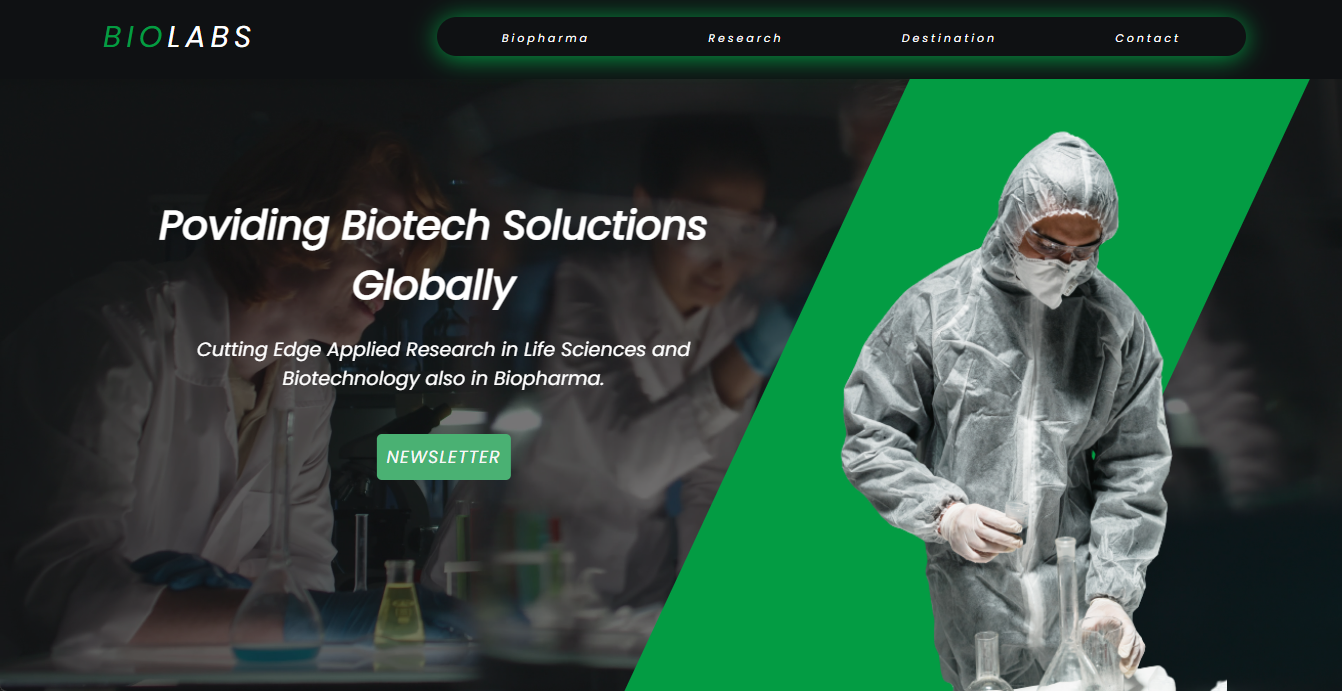 BIOLABS
Biopharma Research Destination Contact
Poviding Biotech Soluctions
Globally
Cutting Edge Applied Research in Life Sciences and
Biotechnology also in Biopharma.
NEWSLETTER